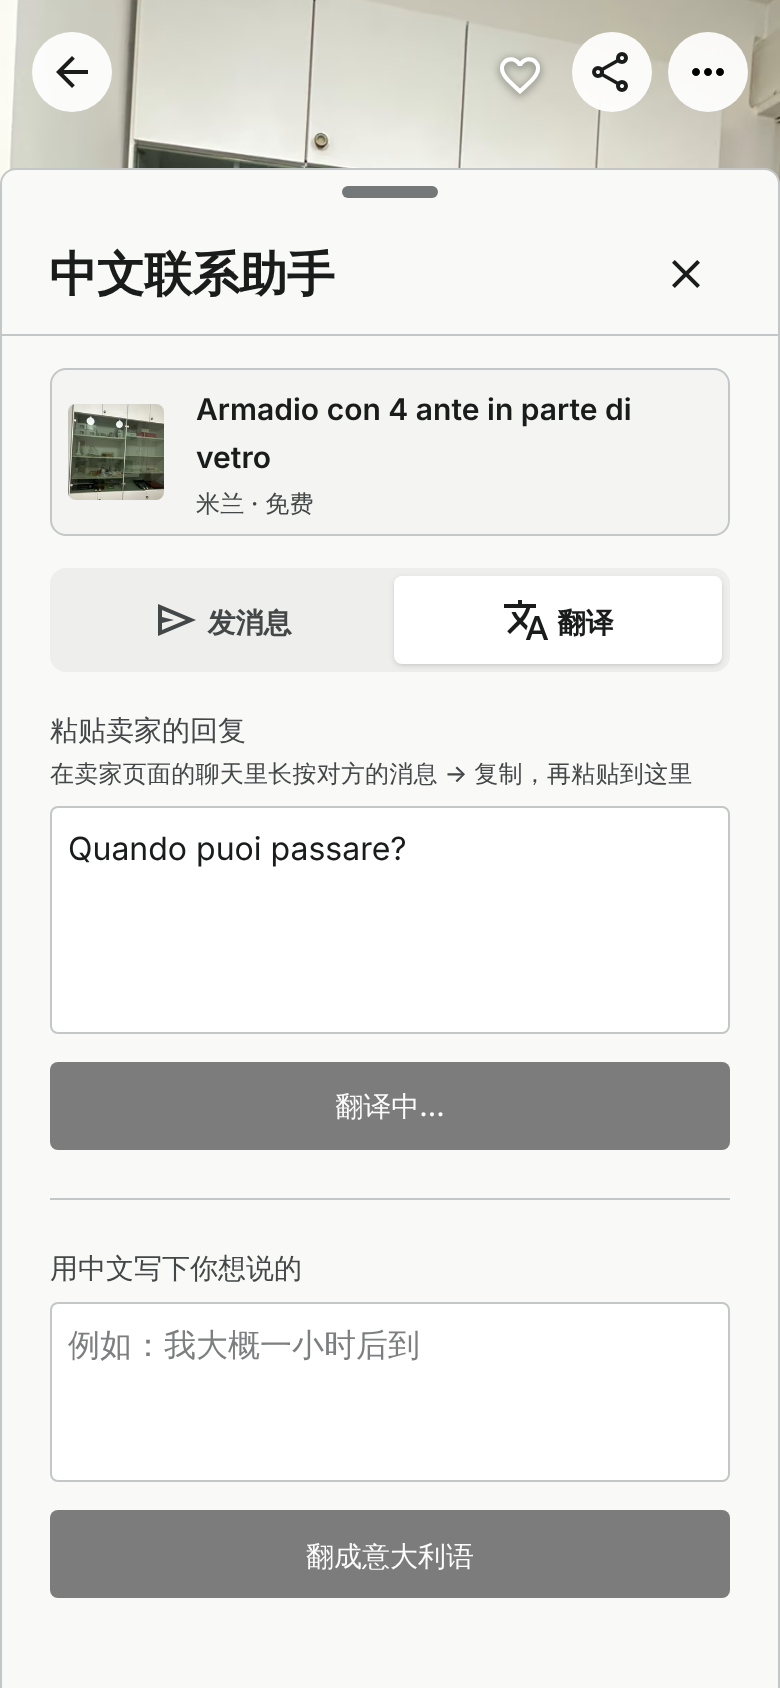 中文联系助手
Armadio con 4 ante in parte di
vetro
米兰 · 免费
发消息
翻译
粘贴卖家的回复
在卖家页面的聊天里长按对方的消息 → 复制，再粘贴到这里
Quando puoi passare?
翻译中...
用中文写下你想说的
例如：我大概一小时后到
翻成意大利语